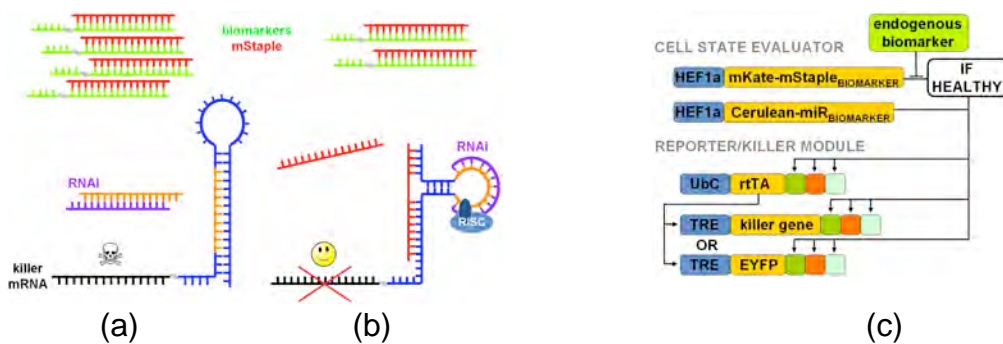 biomarkers
mStaple
RNAi
killer
mRNA
RNAi
RISC
(a)
(b)
endogenous
biomarker
CELL STATE EVALUATOR
HEF1a mKate-mStapleBIOMARKER
IF
HEALTHY
HEF1a Cerulean-miRBIOMARKER
REPORTER/KILLER MODULE
UbC rtTA
TRE killer gene
OR
TRE EYFP
(c)